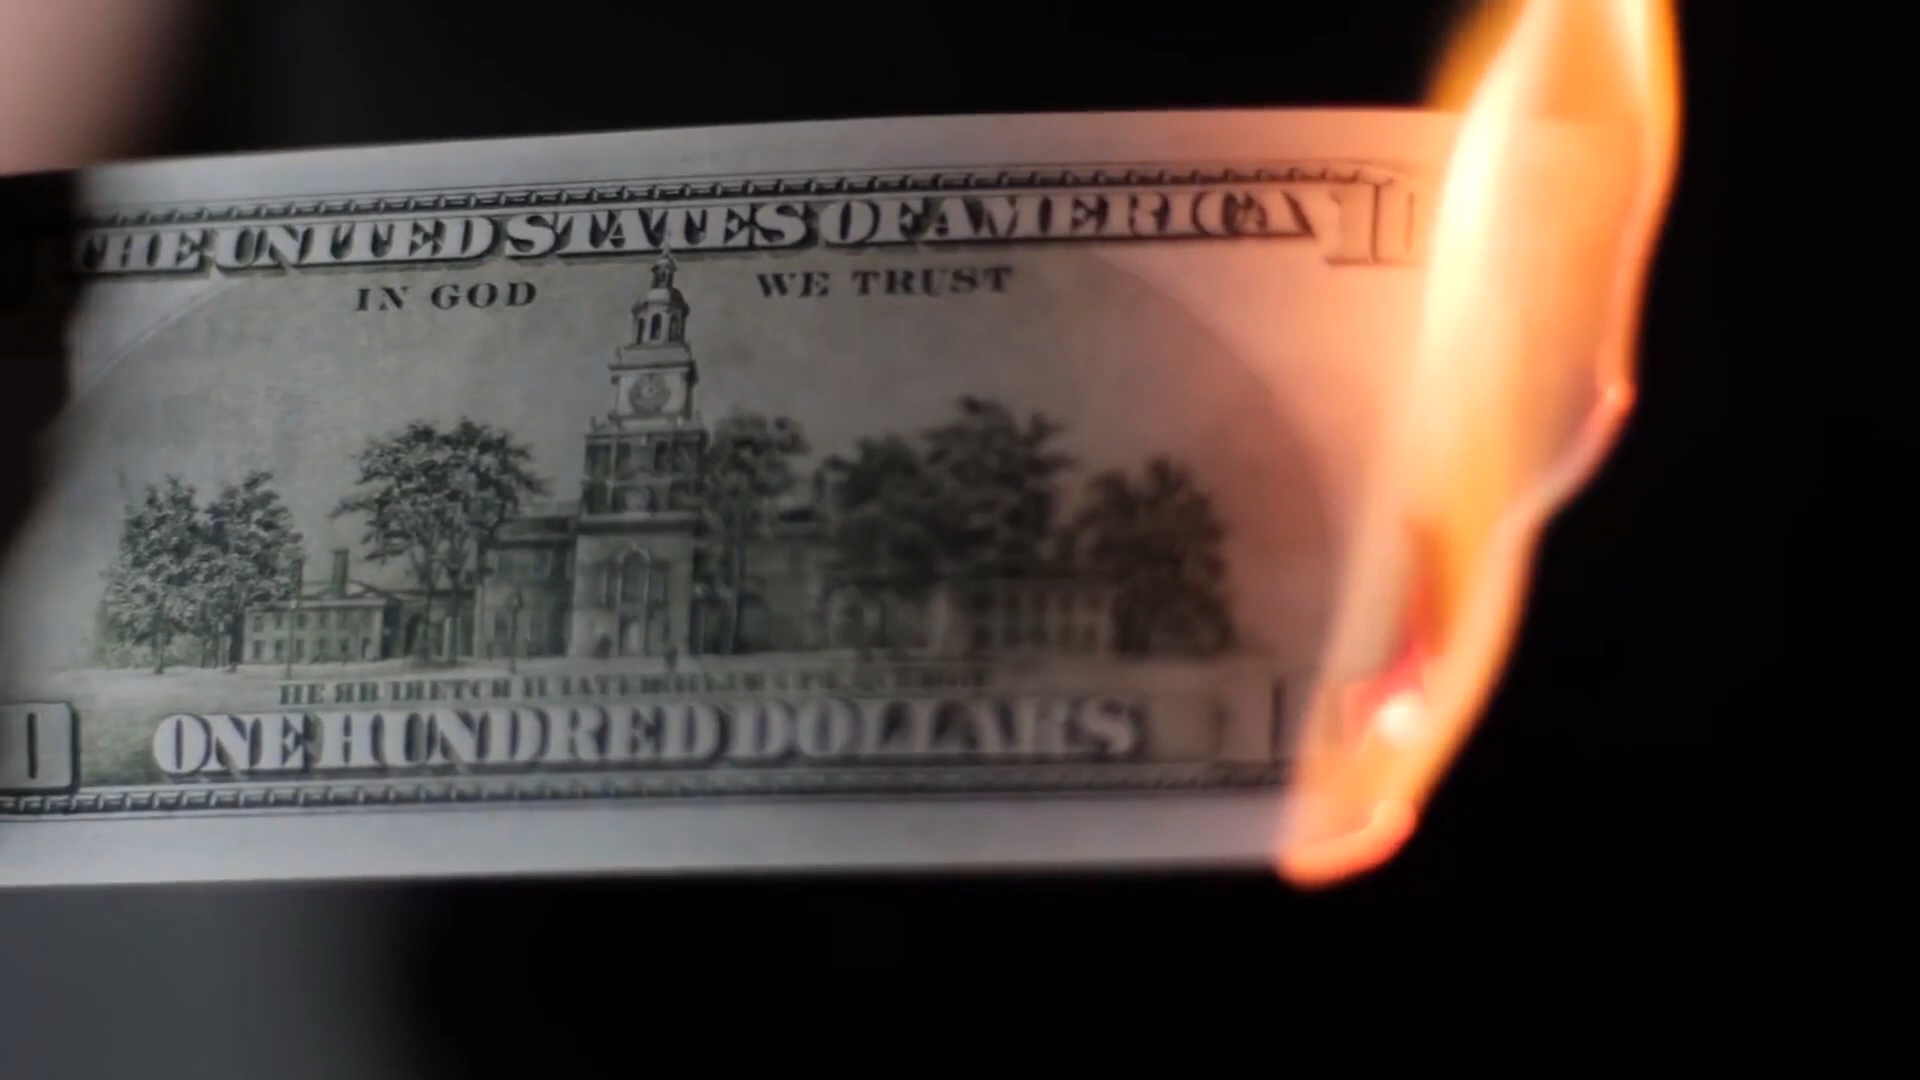 THE UNITED STATES OF AMERICA
IN GOD WE TRUST
ONE HUNDRED DOLLARS